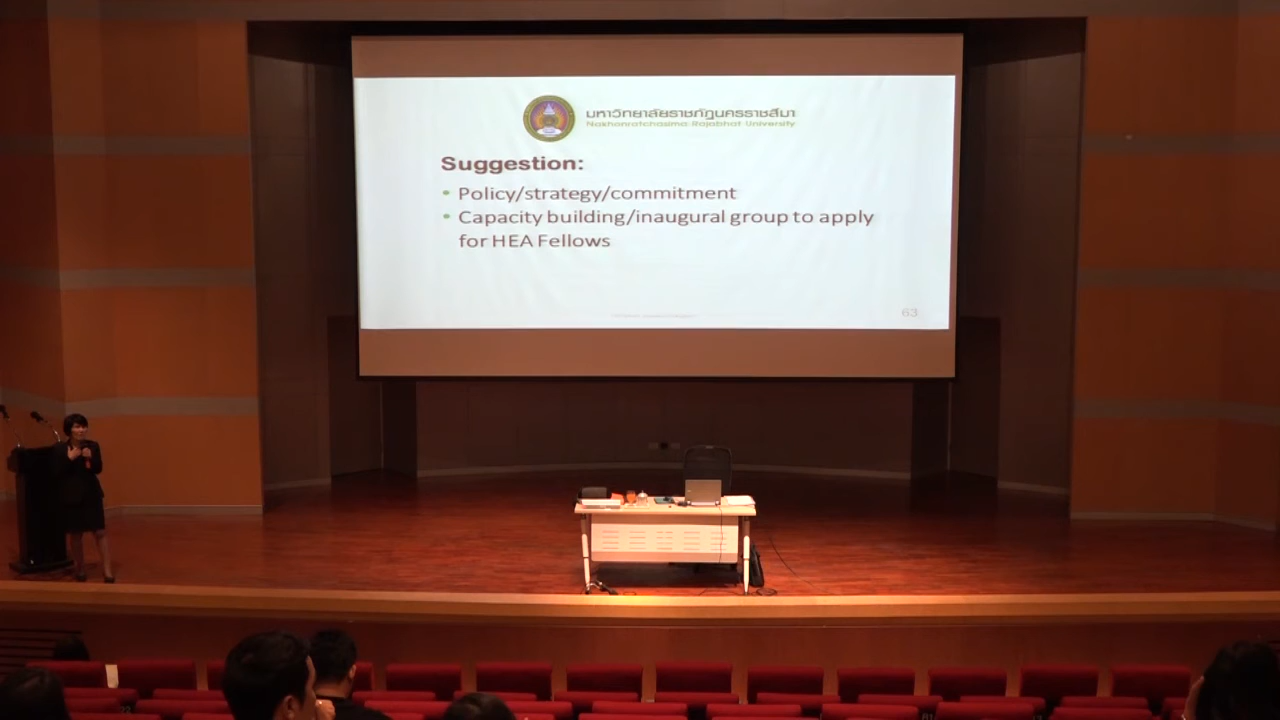 มหาวิทยาลัยราชภัฏนครราชสีมา
Nakhonratchasima Rajabhat University
Suggestion:
• Policy/strategy/commitment
• Capacity building/inaugural group to apply
for HEA Fellows
63